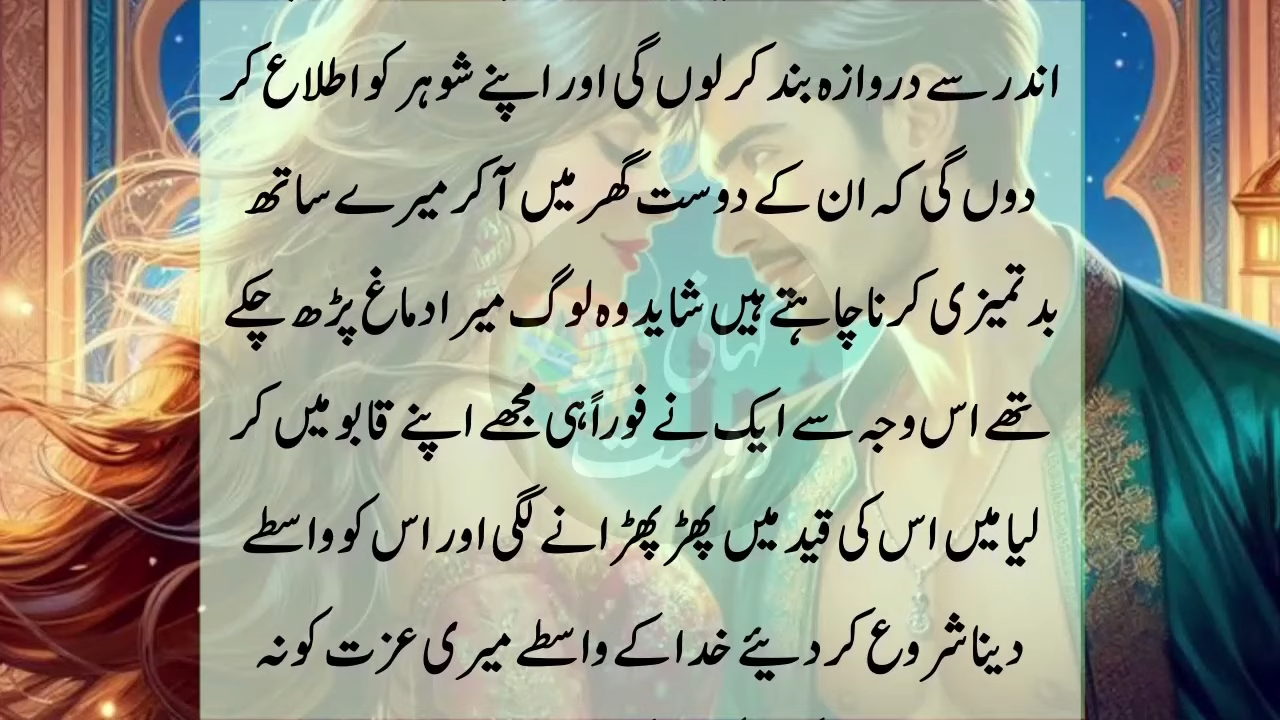 اندر سے دروازہ بند کر لوں گی اور اپنے شوہر کو اطلاع کر
دوں گی کہ ان کے دوست گھر میں آ کر میرے ساتھ
بدتمیزی کرنا چاہتے ہیں شاید وہ لوگ میرا دماغ پڑھ چکے
تھے اس وجہ سے ایک نے فوراً ہی مجھے اپنے قابو میں کر
لیا میں اس کی قید میں پھڑپھڑانے لگی اور اس کو واسطے
دینا شروع کر دیئے خدا کے واسطے میری عزت کو نہ